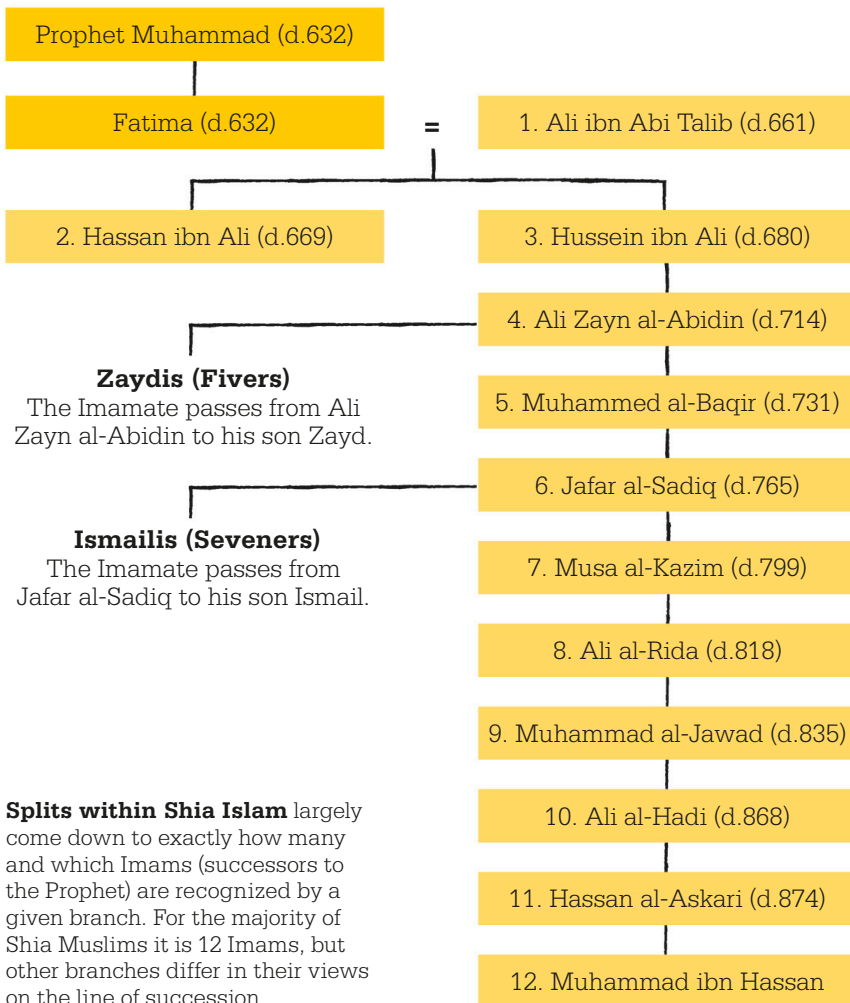 Prophet Muhammad (d.632)
Fatima (d.632)
=
1. Ali ibn Abi Talib (d.661)
2. Hassan ibn Ali (d.669)
3. Hussein ibn Ali (d.680)
4. Ali Zayn al-Abidin (d.714)
Zaydis (Fivers)
The Imamate passes from Ali
Zayn al-Abidin to his son Zayd.
5. Muhammed al-Baqir (d.731)
6. Jafar al-Sadiq (d.765)
Ismailis (Seveners)
The Imamate passes from
Jafar al-Sadiq to his son Ismail.
7. Musa al-Kazim (d.799)
8. Ali al-Rida (d.818)
9. Muhammad al-Jawad (d.835)
10. Ali al-Hadi (d.868)
11. Hassan al-Askari (d.874)
12. Muhammad ibn Hassan
Splits within Shia Islam largely
come down to exactly how many
and which Imams (successors to
the Prophet) are recognized by a
given branch. For the majority of
Shia Muslims it is 12 Imams, but
other branches differ in their views
on the line of succession